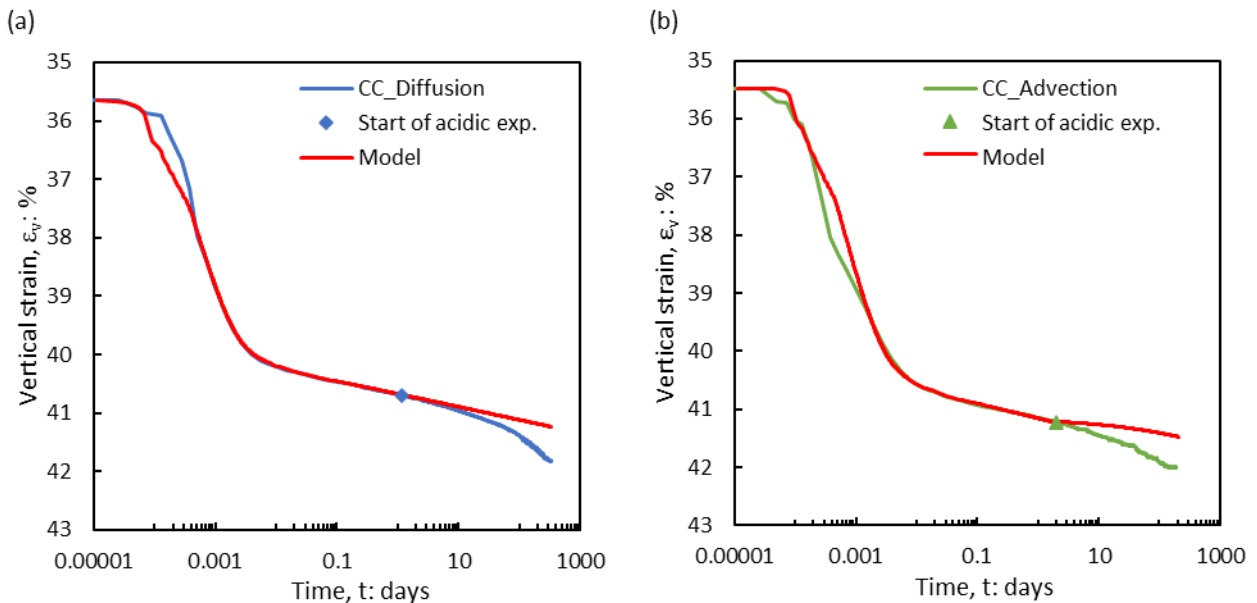 (a)
35
36
37
38
39
40
41
42
43
Vertical strain, εv: %
CC_Diffusion
Start of acidic exp.
Model
0.00001
0.001
0.1
10
1000
Time, t: days
(b)
35
36
37
38
39
40
41
42
43
Vertical strain, εv: %
CC_Advection
Start of acidic exp.
Model
0.00001
0.001
0.1
10
1000
Time, t: days